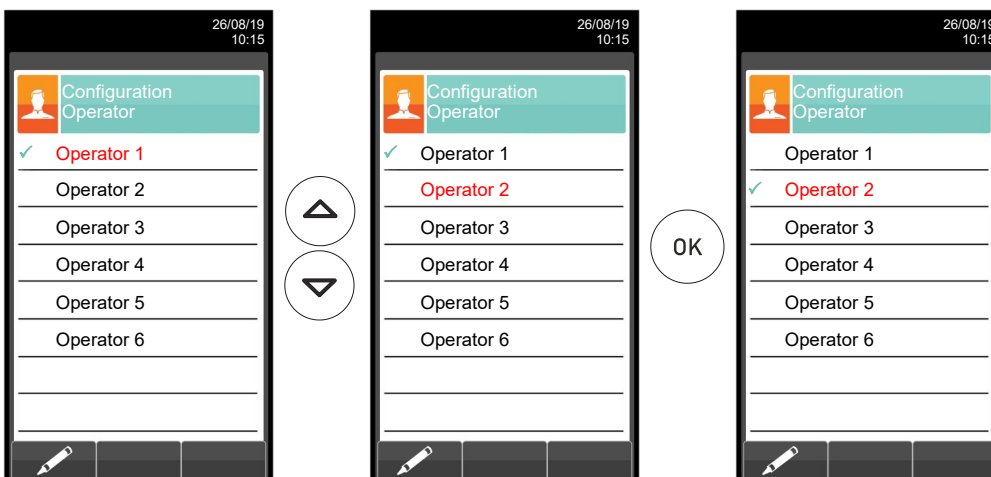 26/08/19
10:15
Configuration
Operator
Operator 1
Operator 2
Operator 3
Operator 4
Operator 5
Operator 6
26/08/19
10:15
Configuration
Operator
Operator 1
Operator 2
Operator 3
Operator 4
Operator 5
Operator 6
OK
26/08/19
10:15
Configuration
Operator
Operator 1
Operator 2
Operator 3
Operator 4
Operator 5
Operator 6